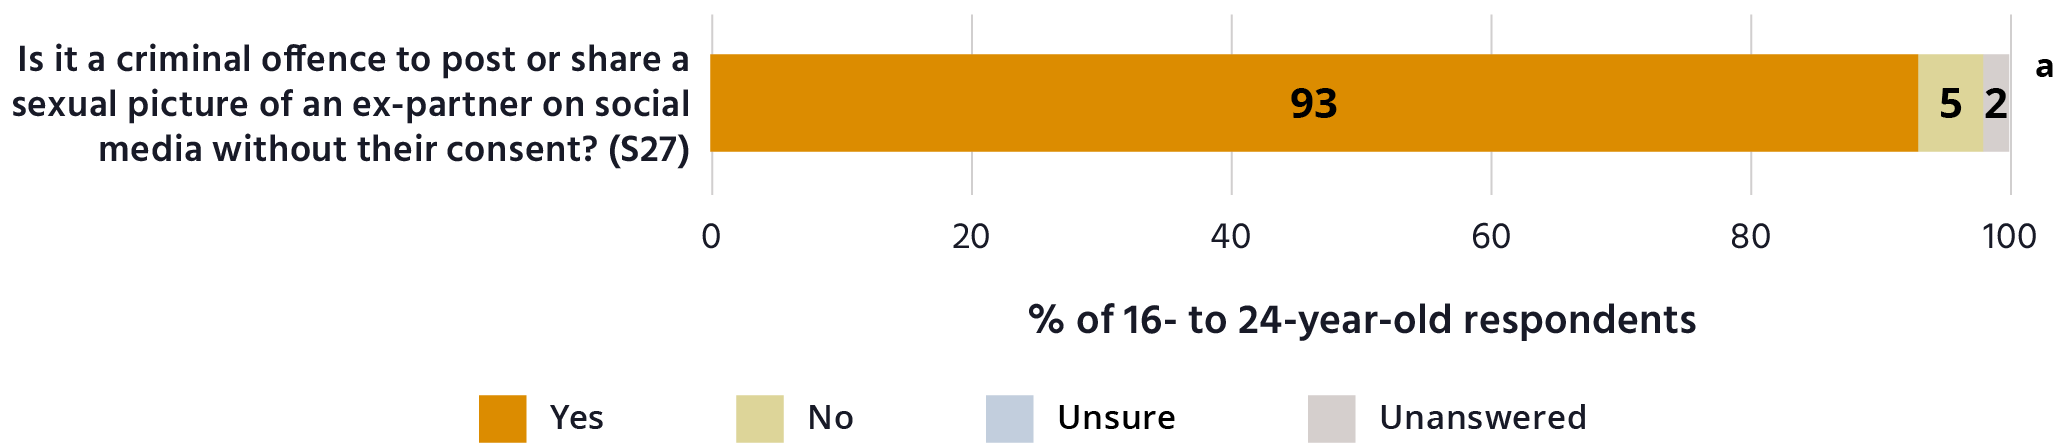 Is it a criminal offence to post or share a
sexual picture of an ex-partner on social
media without their consent? (S27)
93
5
2
a
0 20 40 60 80 100
% of 16- to 24-year-old respondents
Yes No Unsure Unanswered